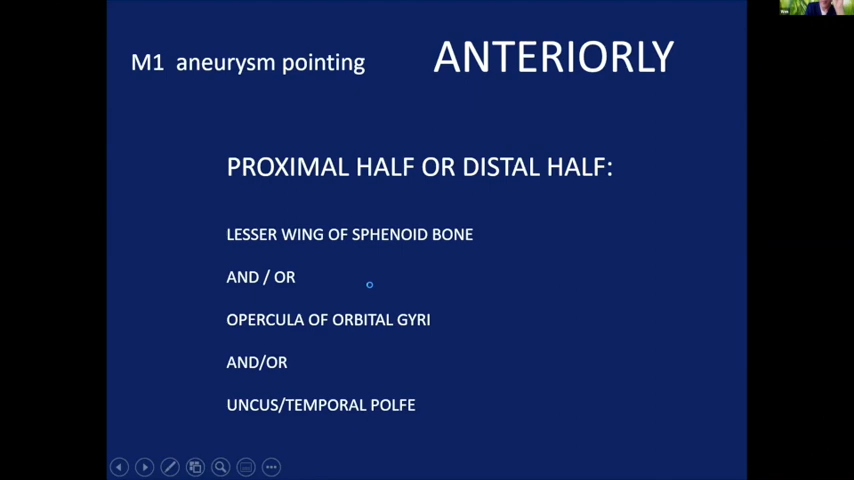 M1 aneurysm pointing ANTERIORLY
PROXIMAL HALF OR DISTAL HALF:
LESSER WING OF SPHENOID BONE
AND / OR
OPERCULA OF ORBITAL GYRI
AND/OR
UNCUS/TEMPORAL POLFE